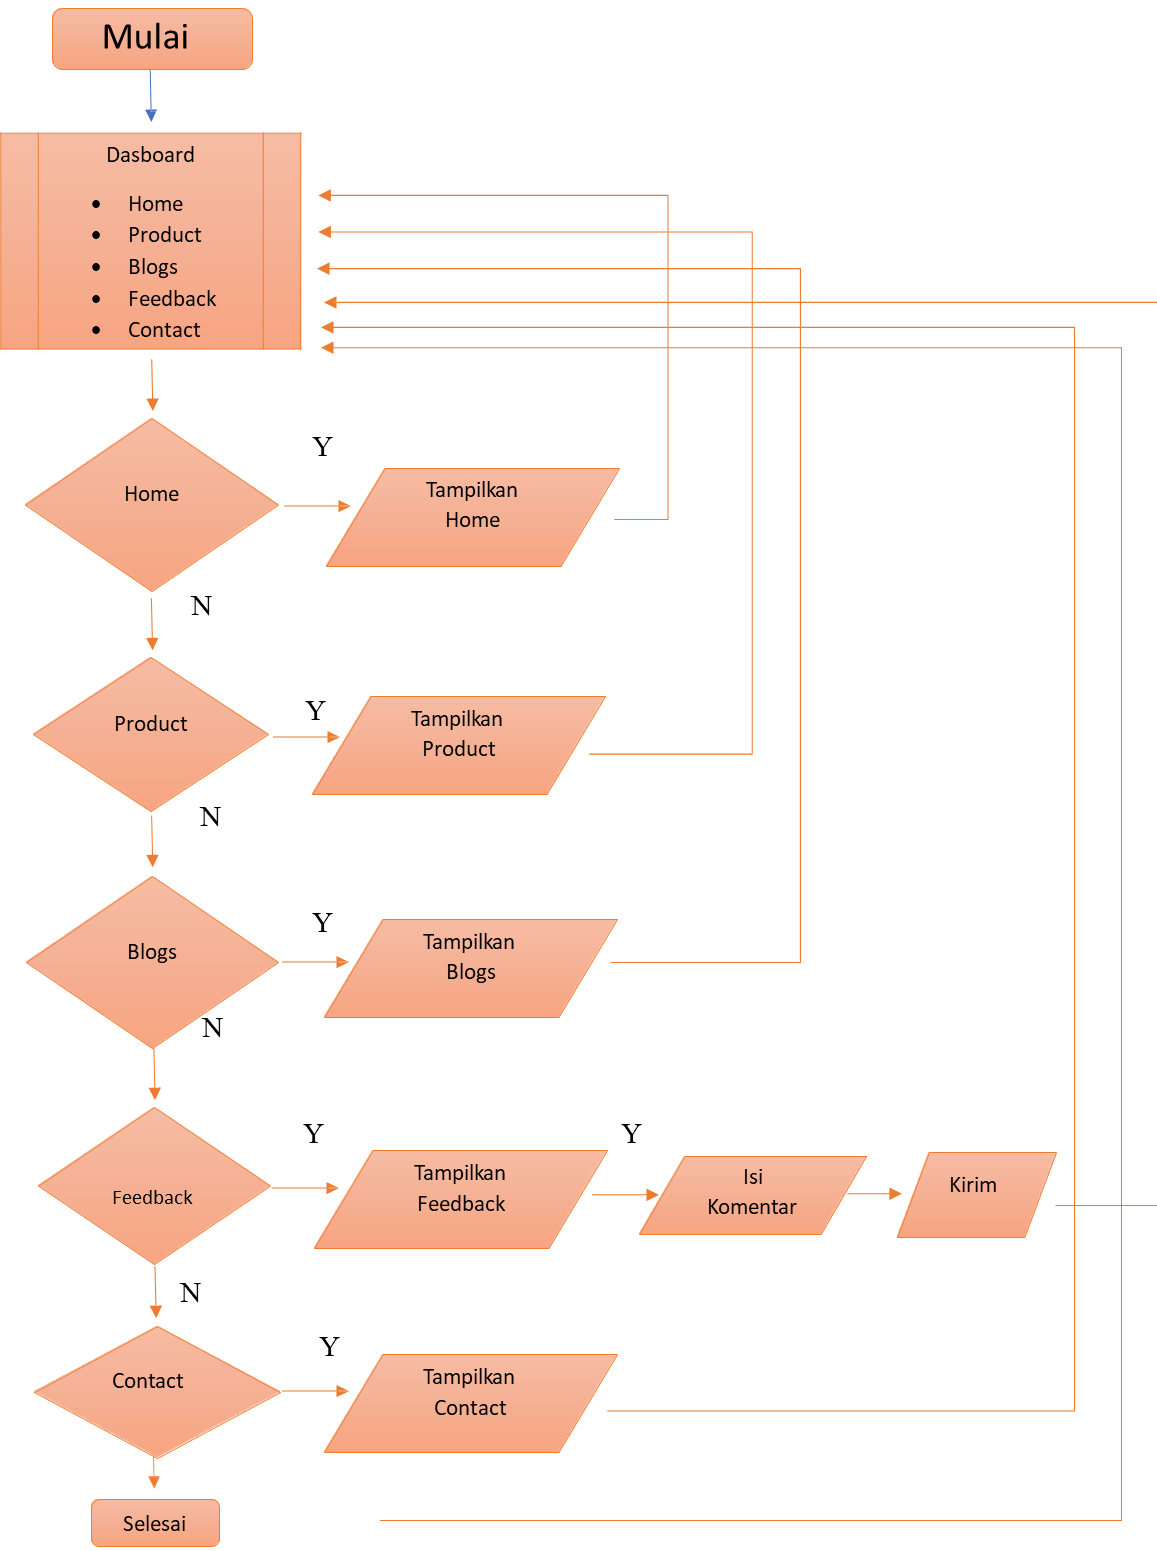 Mulai
Dasboard
• Home
• Product
• Blogs
• Feedback
• Contact
Y
Home
Tampilkan
Home
N
Y
Product
Tampilkan
Product
N
Y
Blogs
Tampilkan
Blogs
N
Y
Y
Feedback
Tampilkan
Feedback
Isi
Komentar
Kirim
N
Y
Contact
Tampilkan
Contact
Selesai